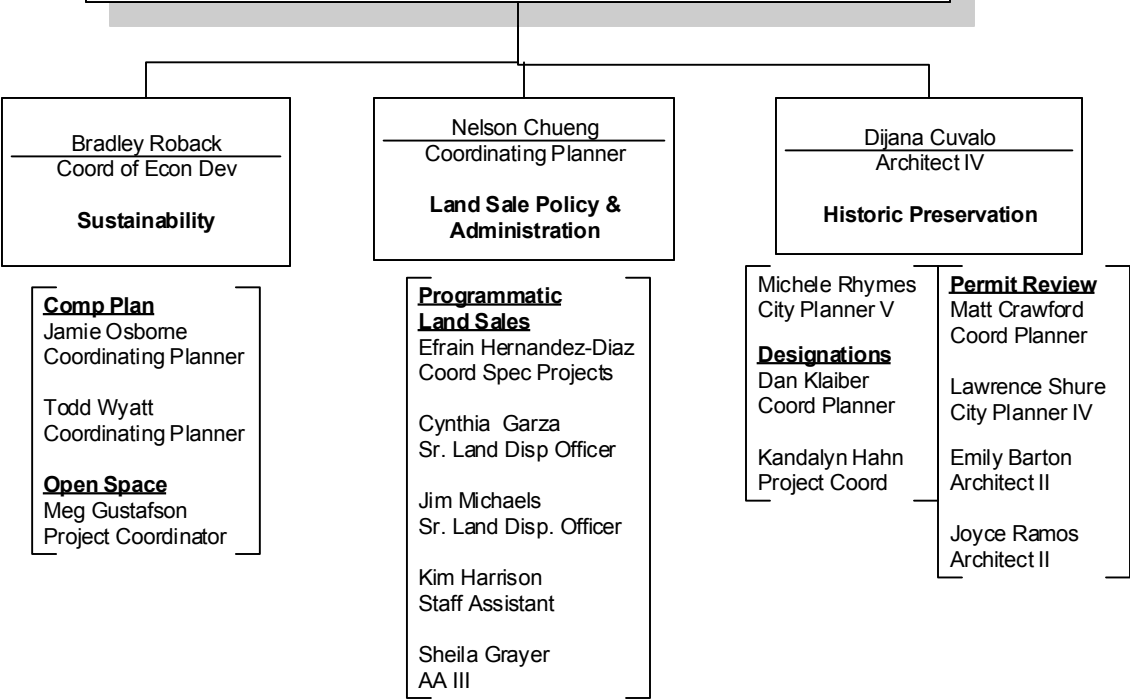 Bradley Roback
Coord of Econ Dev
Sustainability
Comp Plan
Jamie Osborne
Coordinating Planner
Todd Wyatt
Coordinating Planner
Open Space
Meg Gustafson
Project Coordinator
Nelson Chueng
Coordinating Planner
Land Sale Policy &
Administration
Programmatic
Land Sales
Efrain Hernandez-Diaz
Coord Spec Projects
Cynthia Garza
Sr. Land Disp Officer
Jim Michaels
Sr. Land Disp. Officer
Kim Harrison
Staff Assistant
Sheila Grayer
AA III
Dijana Cuvalo
Architect IV
Historic Preservation
Michele Rhymes
City Planner V
Designations
Dan Klaiber
Coord Planner
Kandalyn Hahn
Project Coord
Permit Review
Matt Crawford
Coord Planner
Lawrence Shure
City Planner IV
Emily Barton
Architect II
Joyce Ramos
Architect II